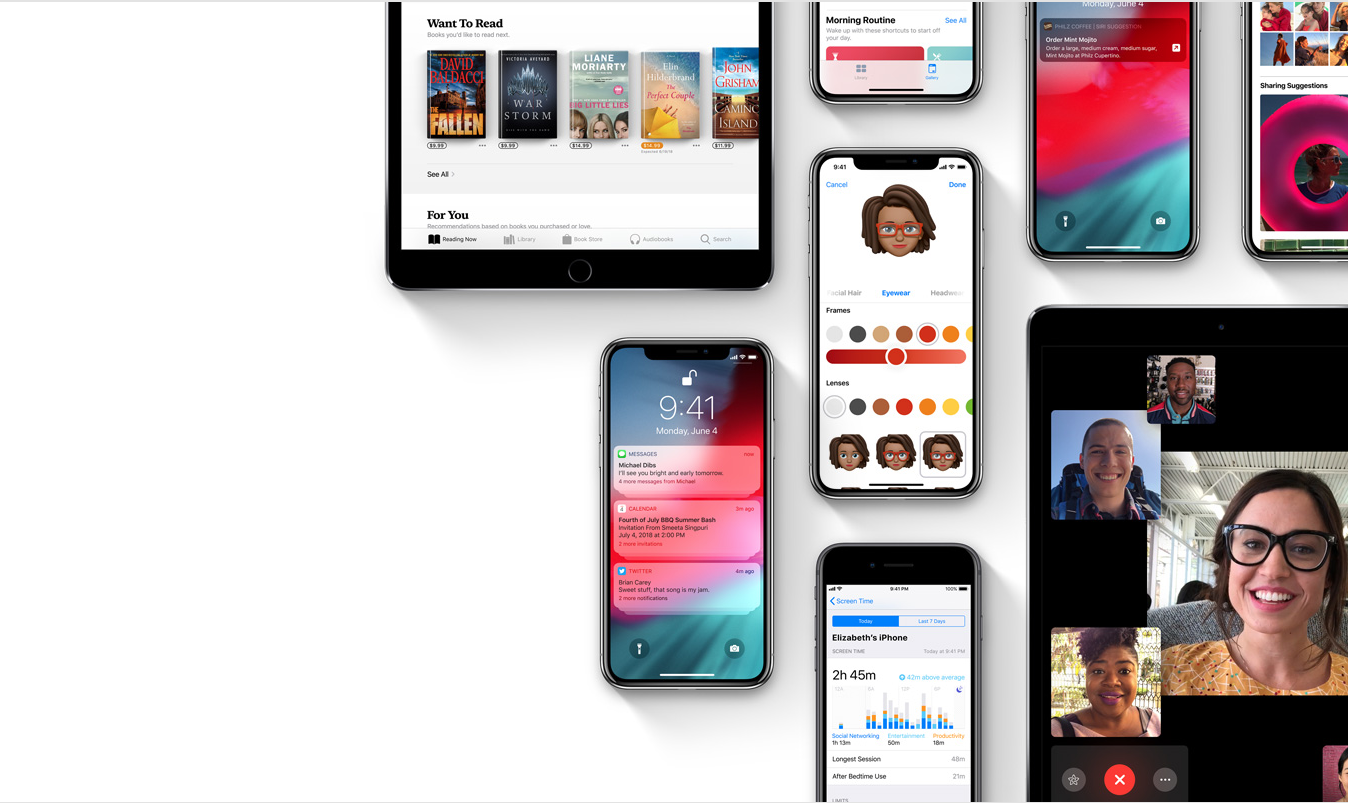 Want To Read
Books you'd like to read next.
DAVID
BALDACCI
THE
FALLEN
VICTORIA AVEYARD
WAR
STORM
LIANE
MORIARTY
BIG LITTLE LIES
Elin
Hilderbrand
The
Perfect Couple
JOHN
GRISHAM
CAMINO
ISLAND
$9.99
$9.99
$14.99
$14.99
$11.99
See All
For You
Recommendations based on books you purchased or love.
Reading Now
Library
Book Store
Audiobooks
Search
Morning Routine
See All
Wake up with these shortcuts to start off
your day.
Library
Gallery
Monday, June 4
PHILZ COFFEE | SIRI SUGGESTION
Order Mint Mojito
Order a large, medium cream, medium sugar,
Mint Mojito at Philz Cupertino.
Sharing Suggestions
9:41
Cancel
Done
Facial Hair
Eyewear
Headwea
Frames
Lenses
9:41
Monday, June 4
MESSAGES
now
Michael Dibs
I'll see you bright and early tomorrow.
4 more messages from Michael
CALENDAR
3m ago
Fourth of July BBQ Summer Bash
Invitation From Smeeta Singpuri
July 4, 2018 at 2:00 PM
2 more invitations
TWITTER
4m ago
Brian Carey
Sweet stuff, that song is my jam.
2 more notifications
9:41 PM
100%
Screen Time
Today
Last 7 Days
Elizabeth's iPhone
SCREEN TIME
Today at 9:41 PM
2h 45m
42m above average
12A
6A
12P
6P
Social Networking
Entertainment
Productivity
1h 13m
50m
18m
Longest Session
48m
After Bedtime Use
21m
LIMITS